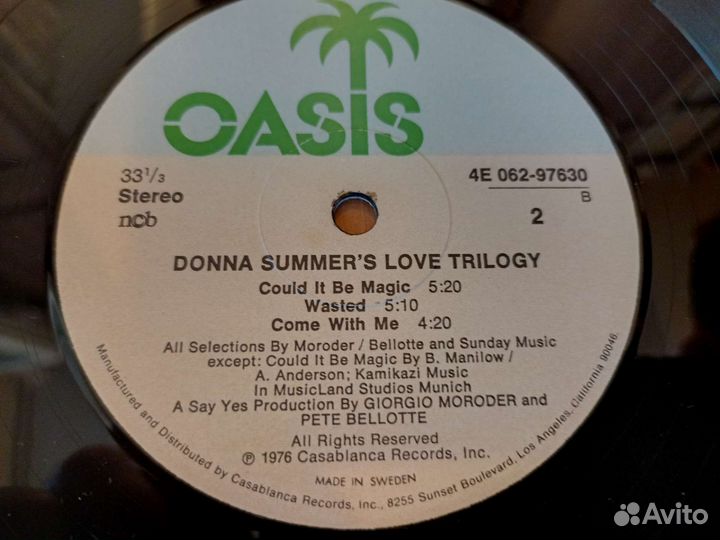 OASIS
33⅓
Stereo
ncb
4E 062-97630
B
2
DONNA SUMMER'S LOVE TRILOGY
Could It Be Magic 5:20
Wasted 5:10
Come With Me 4:20
All Selections By Moroder / Bellotte and Sunday Music
except: Could It Be Magic By B. Manilow /
A. Anderson; Kamikazi Music
In MusicLand Studios Munich
A Say Yes Production By GIORGIO MORODER and
PETE BELLOTTE
All Rights Reserved
℗ 1976 Casablanca Records, Inc.
MADE IN SWEDEN
Manufactured and Distributed by Casablanca Records, Inc., 8255 Sunset Boulevard, Los Angeles, California 90046.
Avito